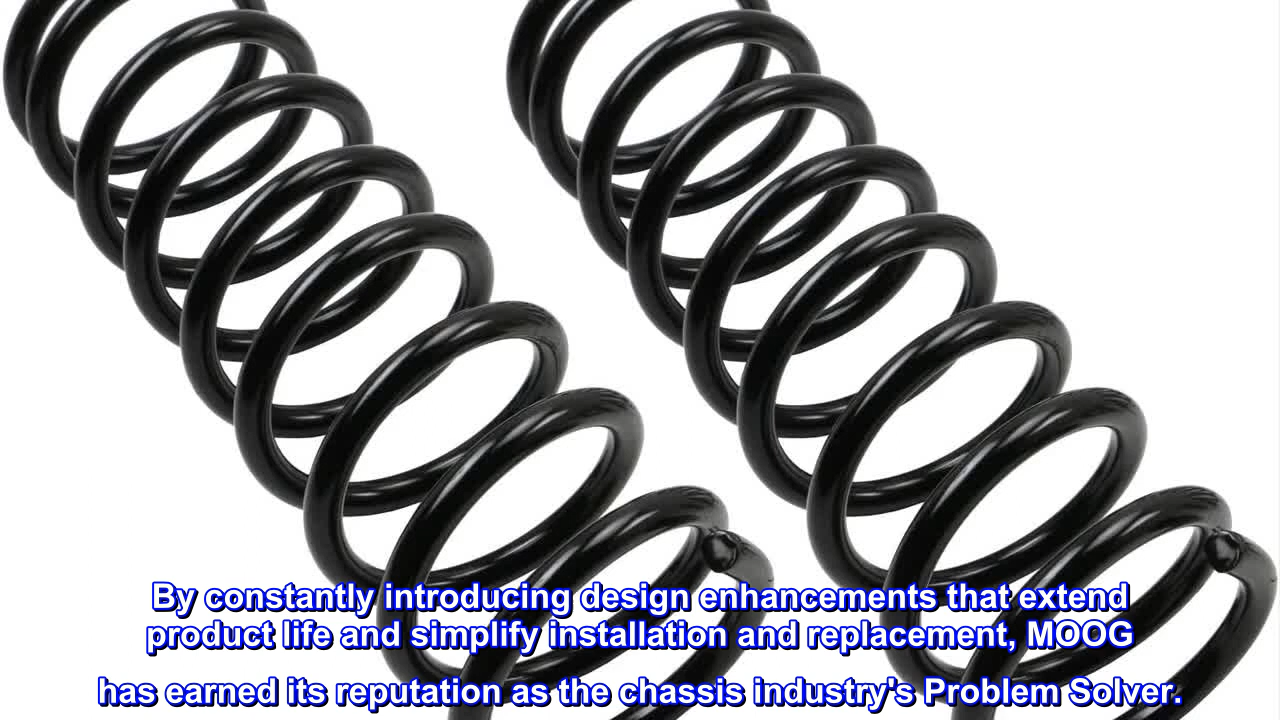 By constantly introducing design enhancements that extend
product life and simplify installation and replacement, MOOG
has earned its reputation as the chassis industry's Problem Solver.